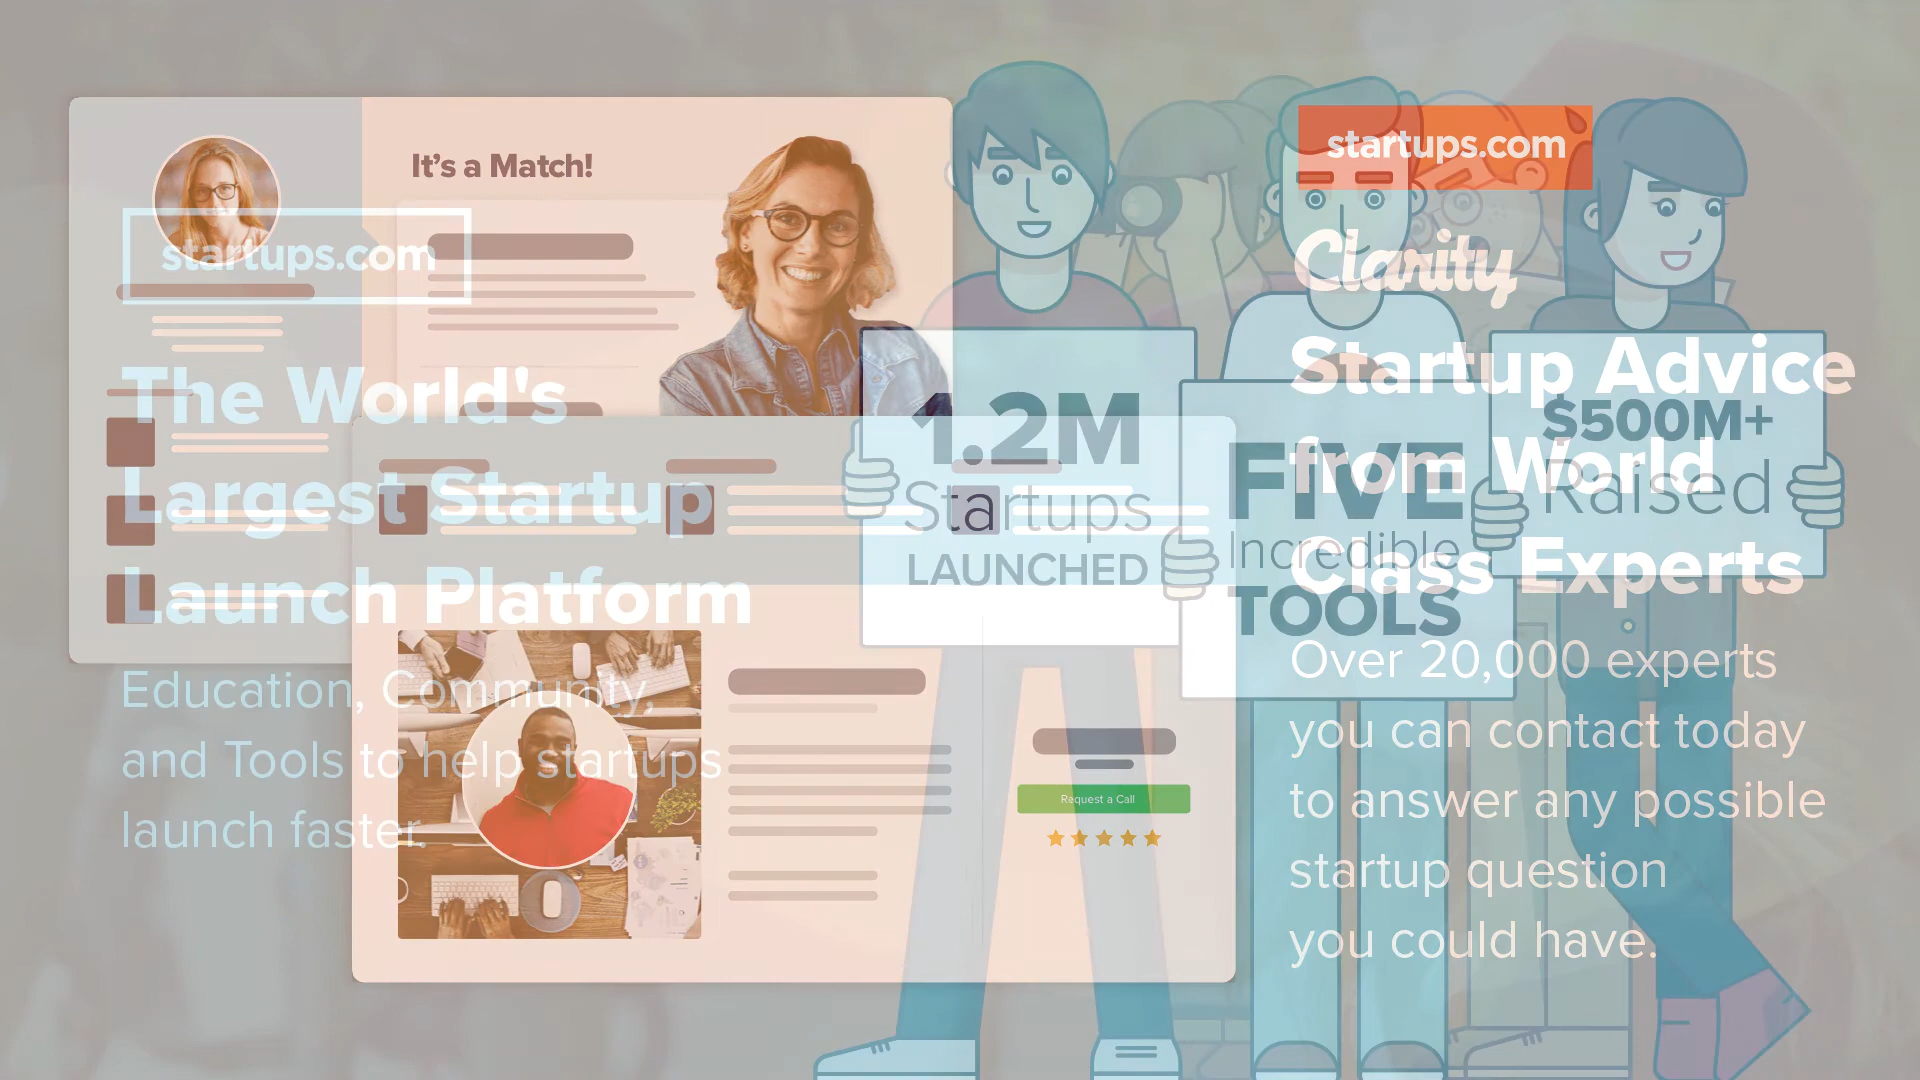 It's a Match!
startups.com
The World's
Largest Startup
Launch Platform
Education, Community,
and Tools to help startups
launch faster.
1.2M
Startups
LAUNCHED
FIVE
Incredible
TOOLS
$500M+
Raised
Request a Call
startups.com
Clarity
Startup Advice
from World
Class Experts
Over 20,000 experts
you can contact today
to answer any possible
startup question
you could have.